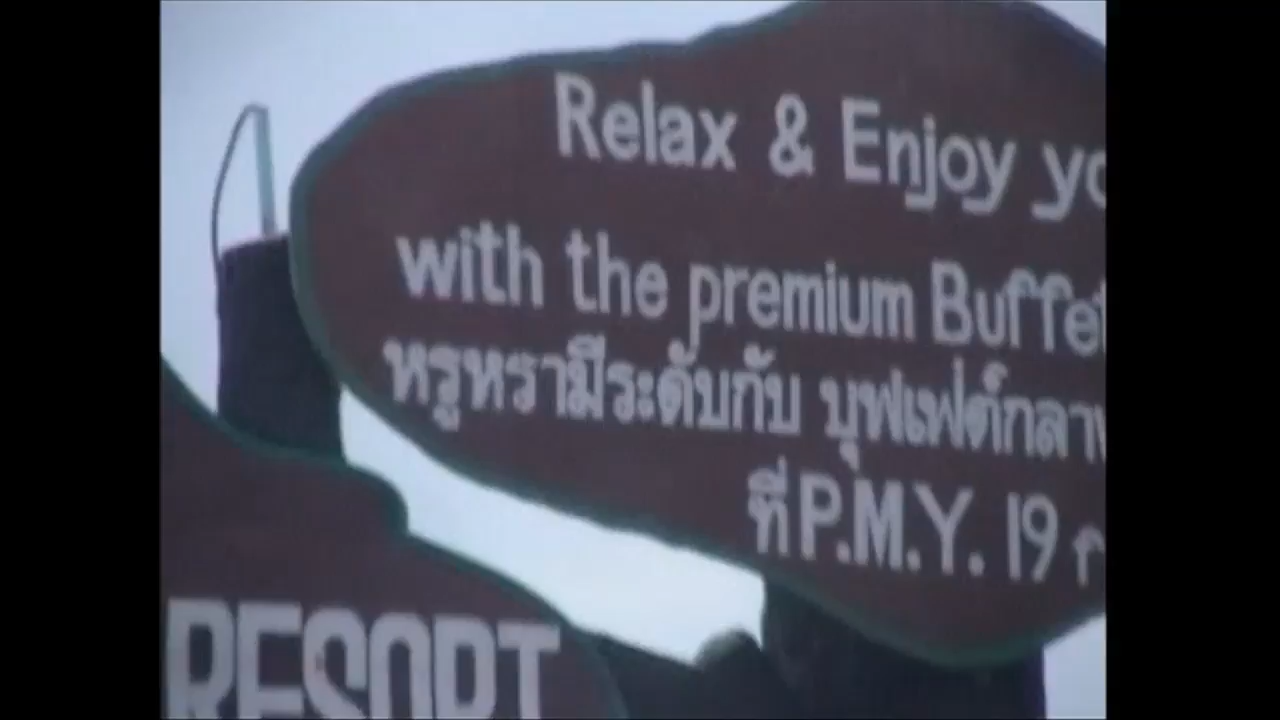 Relax & Enjoy
with the premium Buffet
หรูหรามีระดับกับ บุฟเฟ่ต์กลาง
ที่ P.M.Y. 19
RESORT